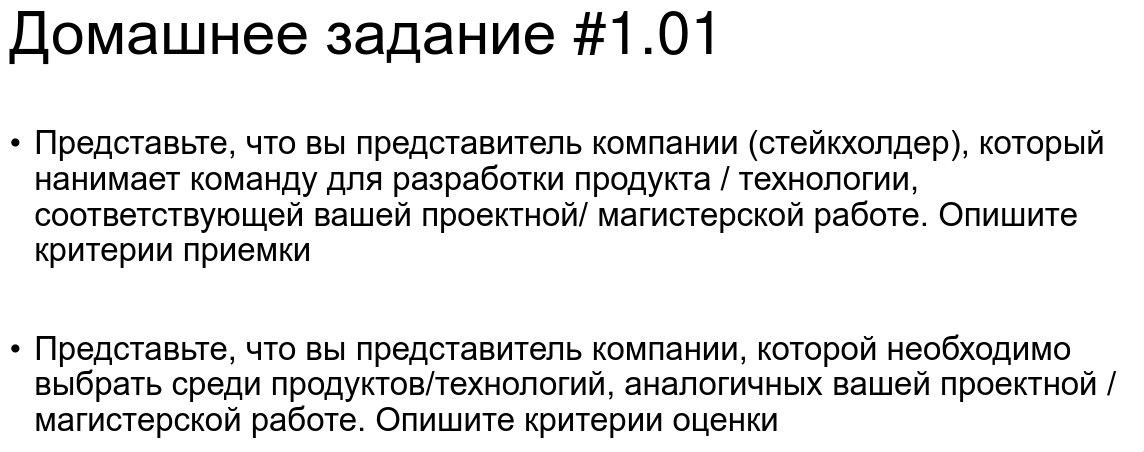 Домашнее задание #1.01
• Представьте, что вы представитель компании (стейкхолдер), который
нанимает команду для разработки продукта / технологии,
соответствующей вашей проектной/ магистерской работе. Опишите
критерии приемки
• Представьте, что вы представитель компании, которой необходимо
выбрать среди продуктов/технологий, аналогичных вашей проектной /
магистерской работе. Опишите критерии оценки